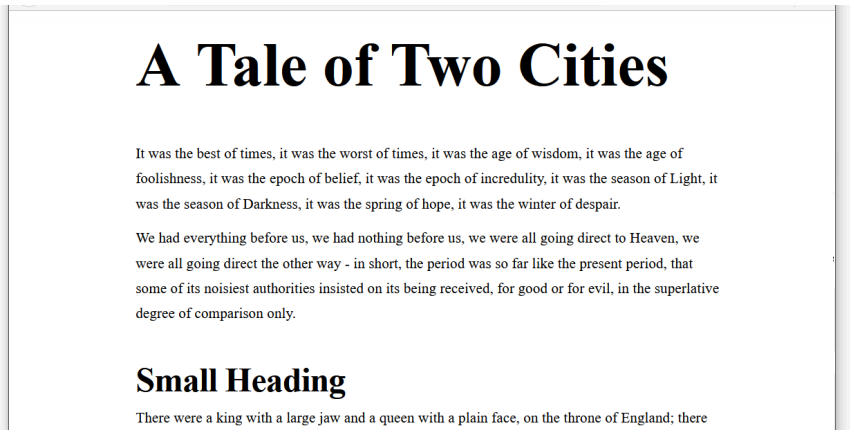 A Tale of Two Cities
It was the best of times, it was the worst of times, it was the age of wisdom, it was the age of
foolishness, it was the epoch of belief, it was the epoch of incredulity, it was the season of Light, it
was the season of Darkness, it was the spring of hope, it was the winter of despair.
We had everything before us, we had nothing before us, we were all going direct to Heaven, we
were all going direct the other way - in short, the period was so far like the present period, that
some of its noisiest authorities insisted on its being received, for good or for evil, in the superlative
degree of comparison only.
Small Heading
There were a king with a large jaw and a queen with a plain face, on the throne of England; there